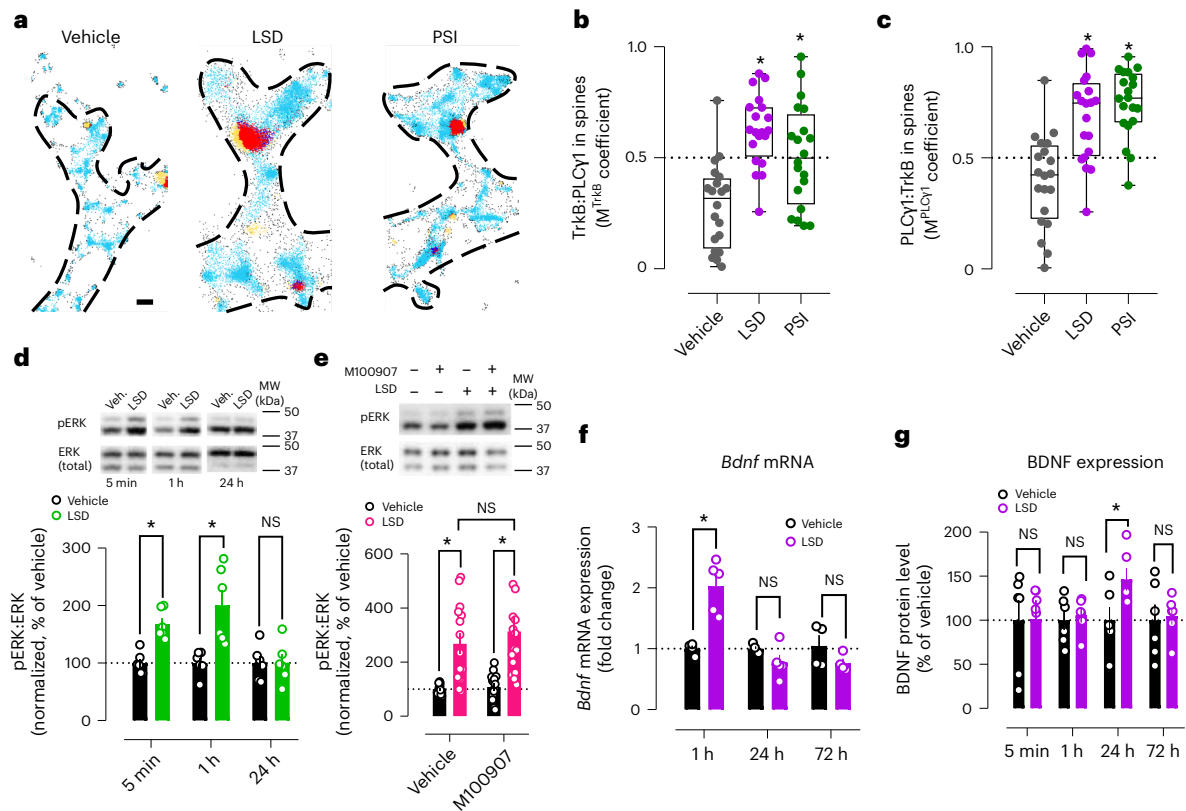 a
Vehicle
LSD
PSI
b
TrkB:PLCγ1 in spines
(M^TrkB coefficient)
1.0
0.5
0
*
*
Vehicle
LSD
PSI
c
PLCγ1:TrkB in spines
(M^PLCγ1 coefficient)
1.0
0.5
0
*
*
Vehicle
LSD
PSI
d
Veh.
LSD
Veh.
LSD
Veh.
LSD
MW
(kDa)
pERK
50
37
ERK
(total)
50
37
5 min
1 h
24 h
Vehicle
LSD
pERK:ERK
(normalized, % of vehicle)
300
200
100
0
*
*
NS
5 min
1 h
24 h
e
M100907 – + – +
LSD – – + +
MW
(kDa)
pERK
50
37
ERK
(total)
50
37
Vehicle
LSD
pERK:ERK
(normalized, % of vehicle)
600
400
200
100
0
NS
*
*
Vehicle
M100907
f
Bdnf mRNA
Vehicle
LSD
Bdnf mRNA expression
(fold change)
3
2
1
0
*
NS
NS
1 h
24 h
72 h
g
BDNF expression
Vehicle
LSD
BDNF protein level
(% of vehicle)
200
150
100
50
0
NS
NS
*
NS
5 min
1 h
24 h
72 h